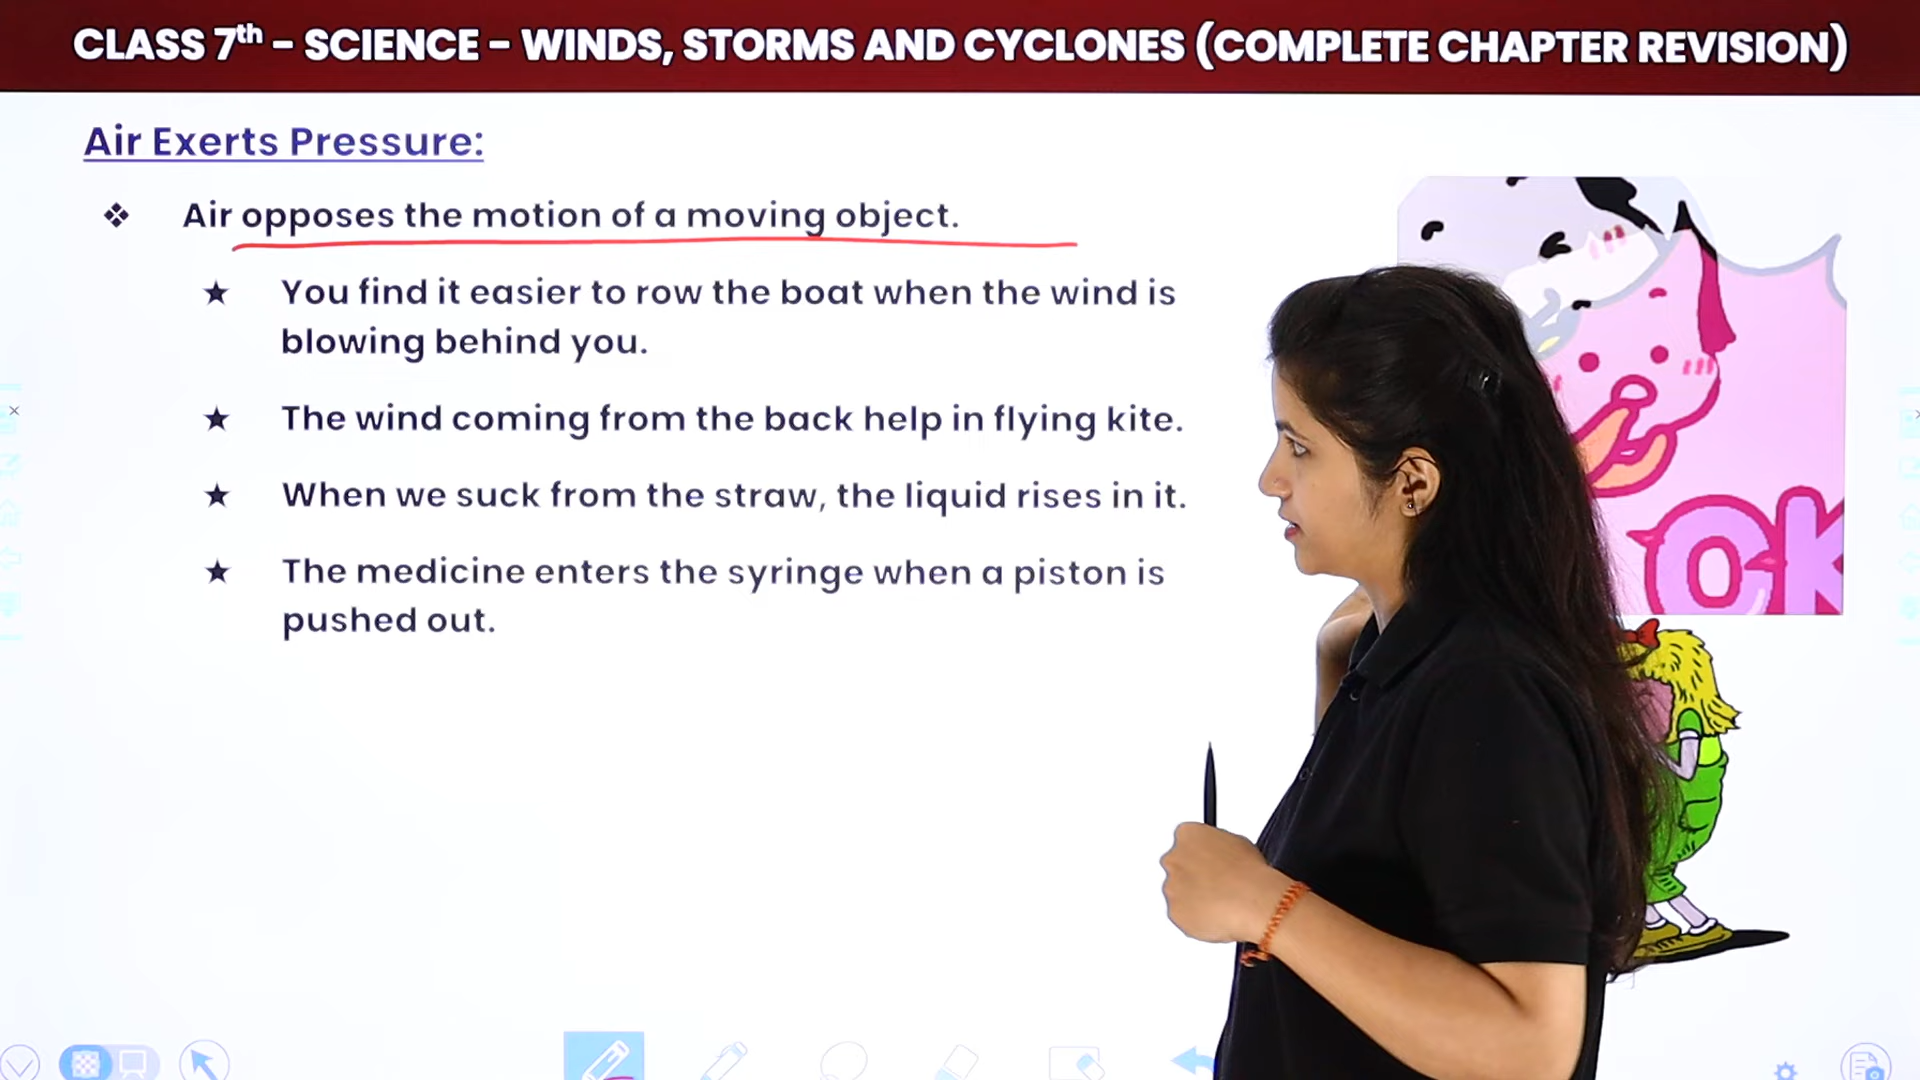 CLASS 7th – SCIENCE – WINDS, STORMS AND CYCLONES (COMPLETE CHAPTER REVISION)
Air Exerts Pressure:
Air opposes the motion of a moving object.
You find it easier to row the boat when the wind is
blowing behind you.
The wind coming from the back help in flying kite.
When we suck from the straw, the liquid rises in it.
The medicine enters the syringe when a piston is
pushed out.
OK